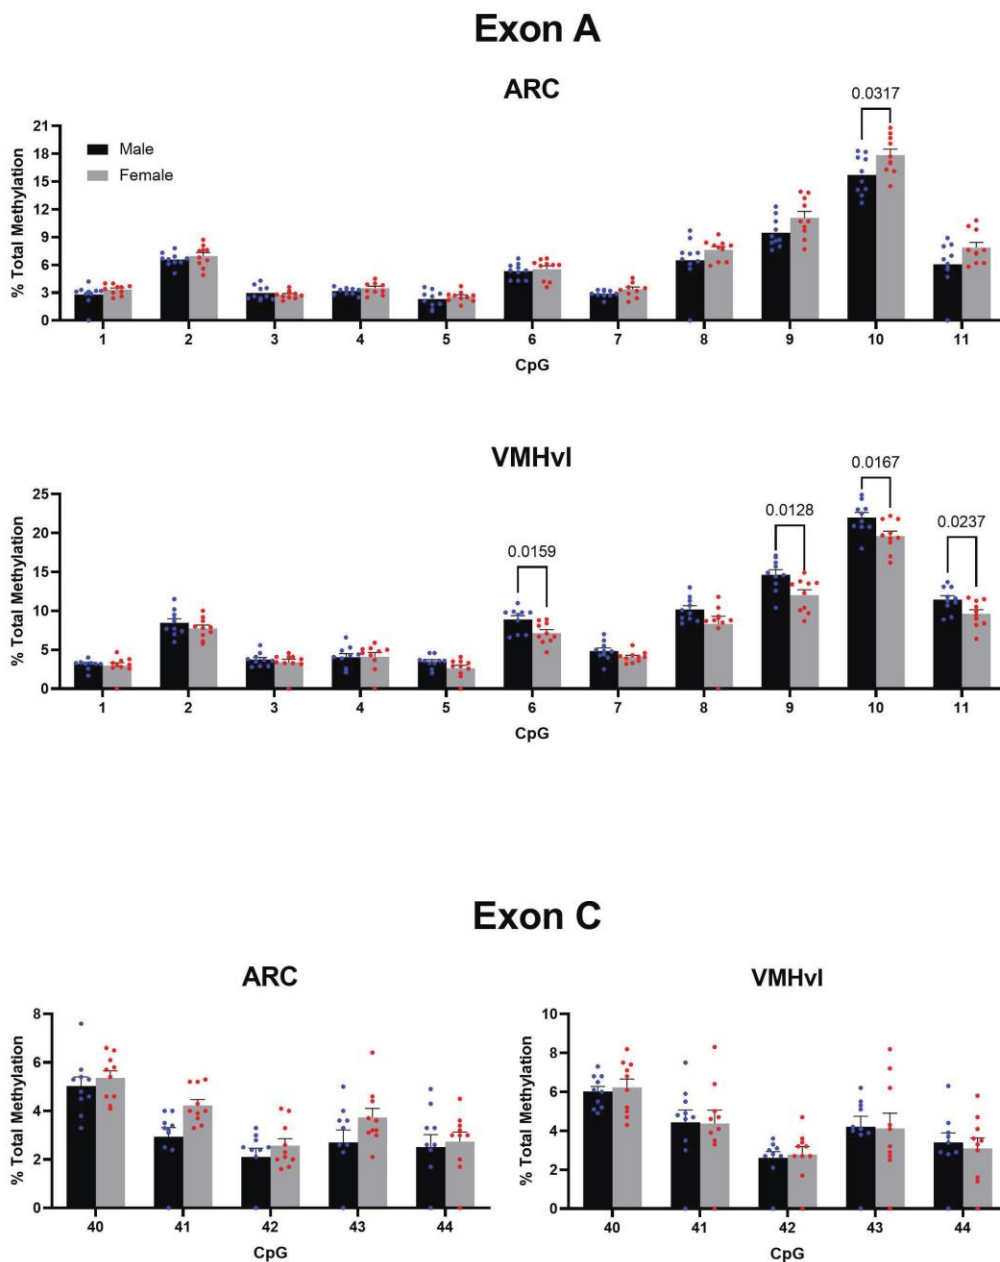 Exon A
ARC
0.0317
21
18
15
12
9
6
3
0
% Total Methylation
Male
Female
1 2 3 4 5 6 7 8 9 10 11
CpG
VMHvl
0.0159
0.0128
0.0167
0.0237
25
20
15
10
5
0
% Total Methylation
1 2 3 4 5 6 7 8 9 10 11
CpG
Exon C
ARC
8
6
4
2
0
% Total Methylation
40 41 42 43 44
CpG
VMHvl
10
8
6
4
2
0
% Total Methylation
40 41 42 43 44
CpG